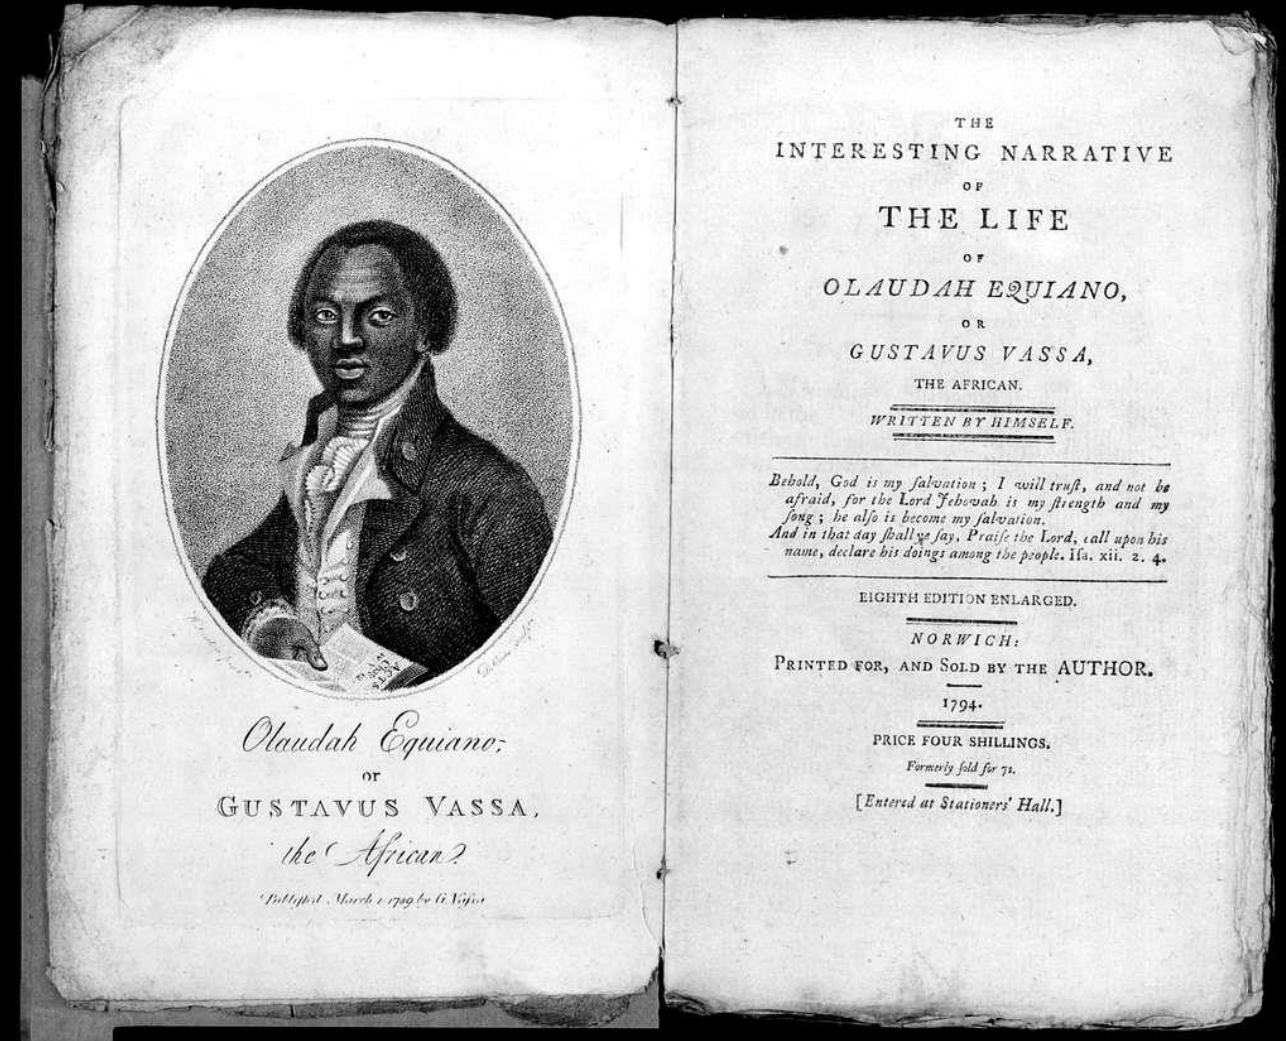 Olaudah Equiano;
or
GUSTAVUS VASSA,
the African.
Published March 1 1789 by G. Vassa
THE
INTERESTING NARRATIVE
OF
THE LIFE
OF
OLAUDAH EQUIANO,
OR
GUSTAVUS VASSA,
THE AFRICAN.
WRITTEN BY HIMSELF.
Behold, God is my ſalvation ; I will truſt, and not be
afraid, for the Lord Jehovah is my ſtrength and my
ſong ; he alſo is become my ſalvation.
And in that day ſhall ye ſay, Praiſe the Lord, call upon his
name, declare his doings among the people. Iſa. xii. 2. 4.
EIGHTH EDITION ENLARGED.
NORWICH:
PRINTED FOR, AND SOLD BY THE AUTHOR.
1794.
PRICE FOUR SHILLINGS.
Formerly ſold for 7s.
[Entered at Stationers' Hall.]